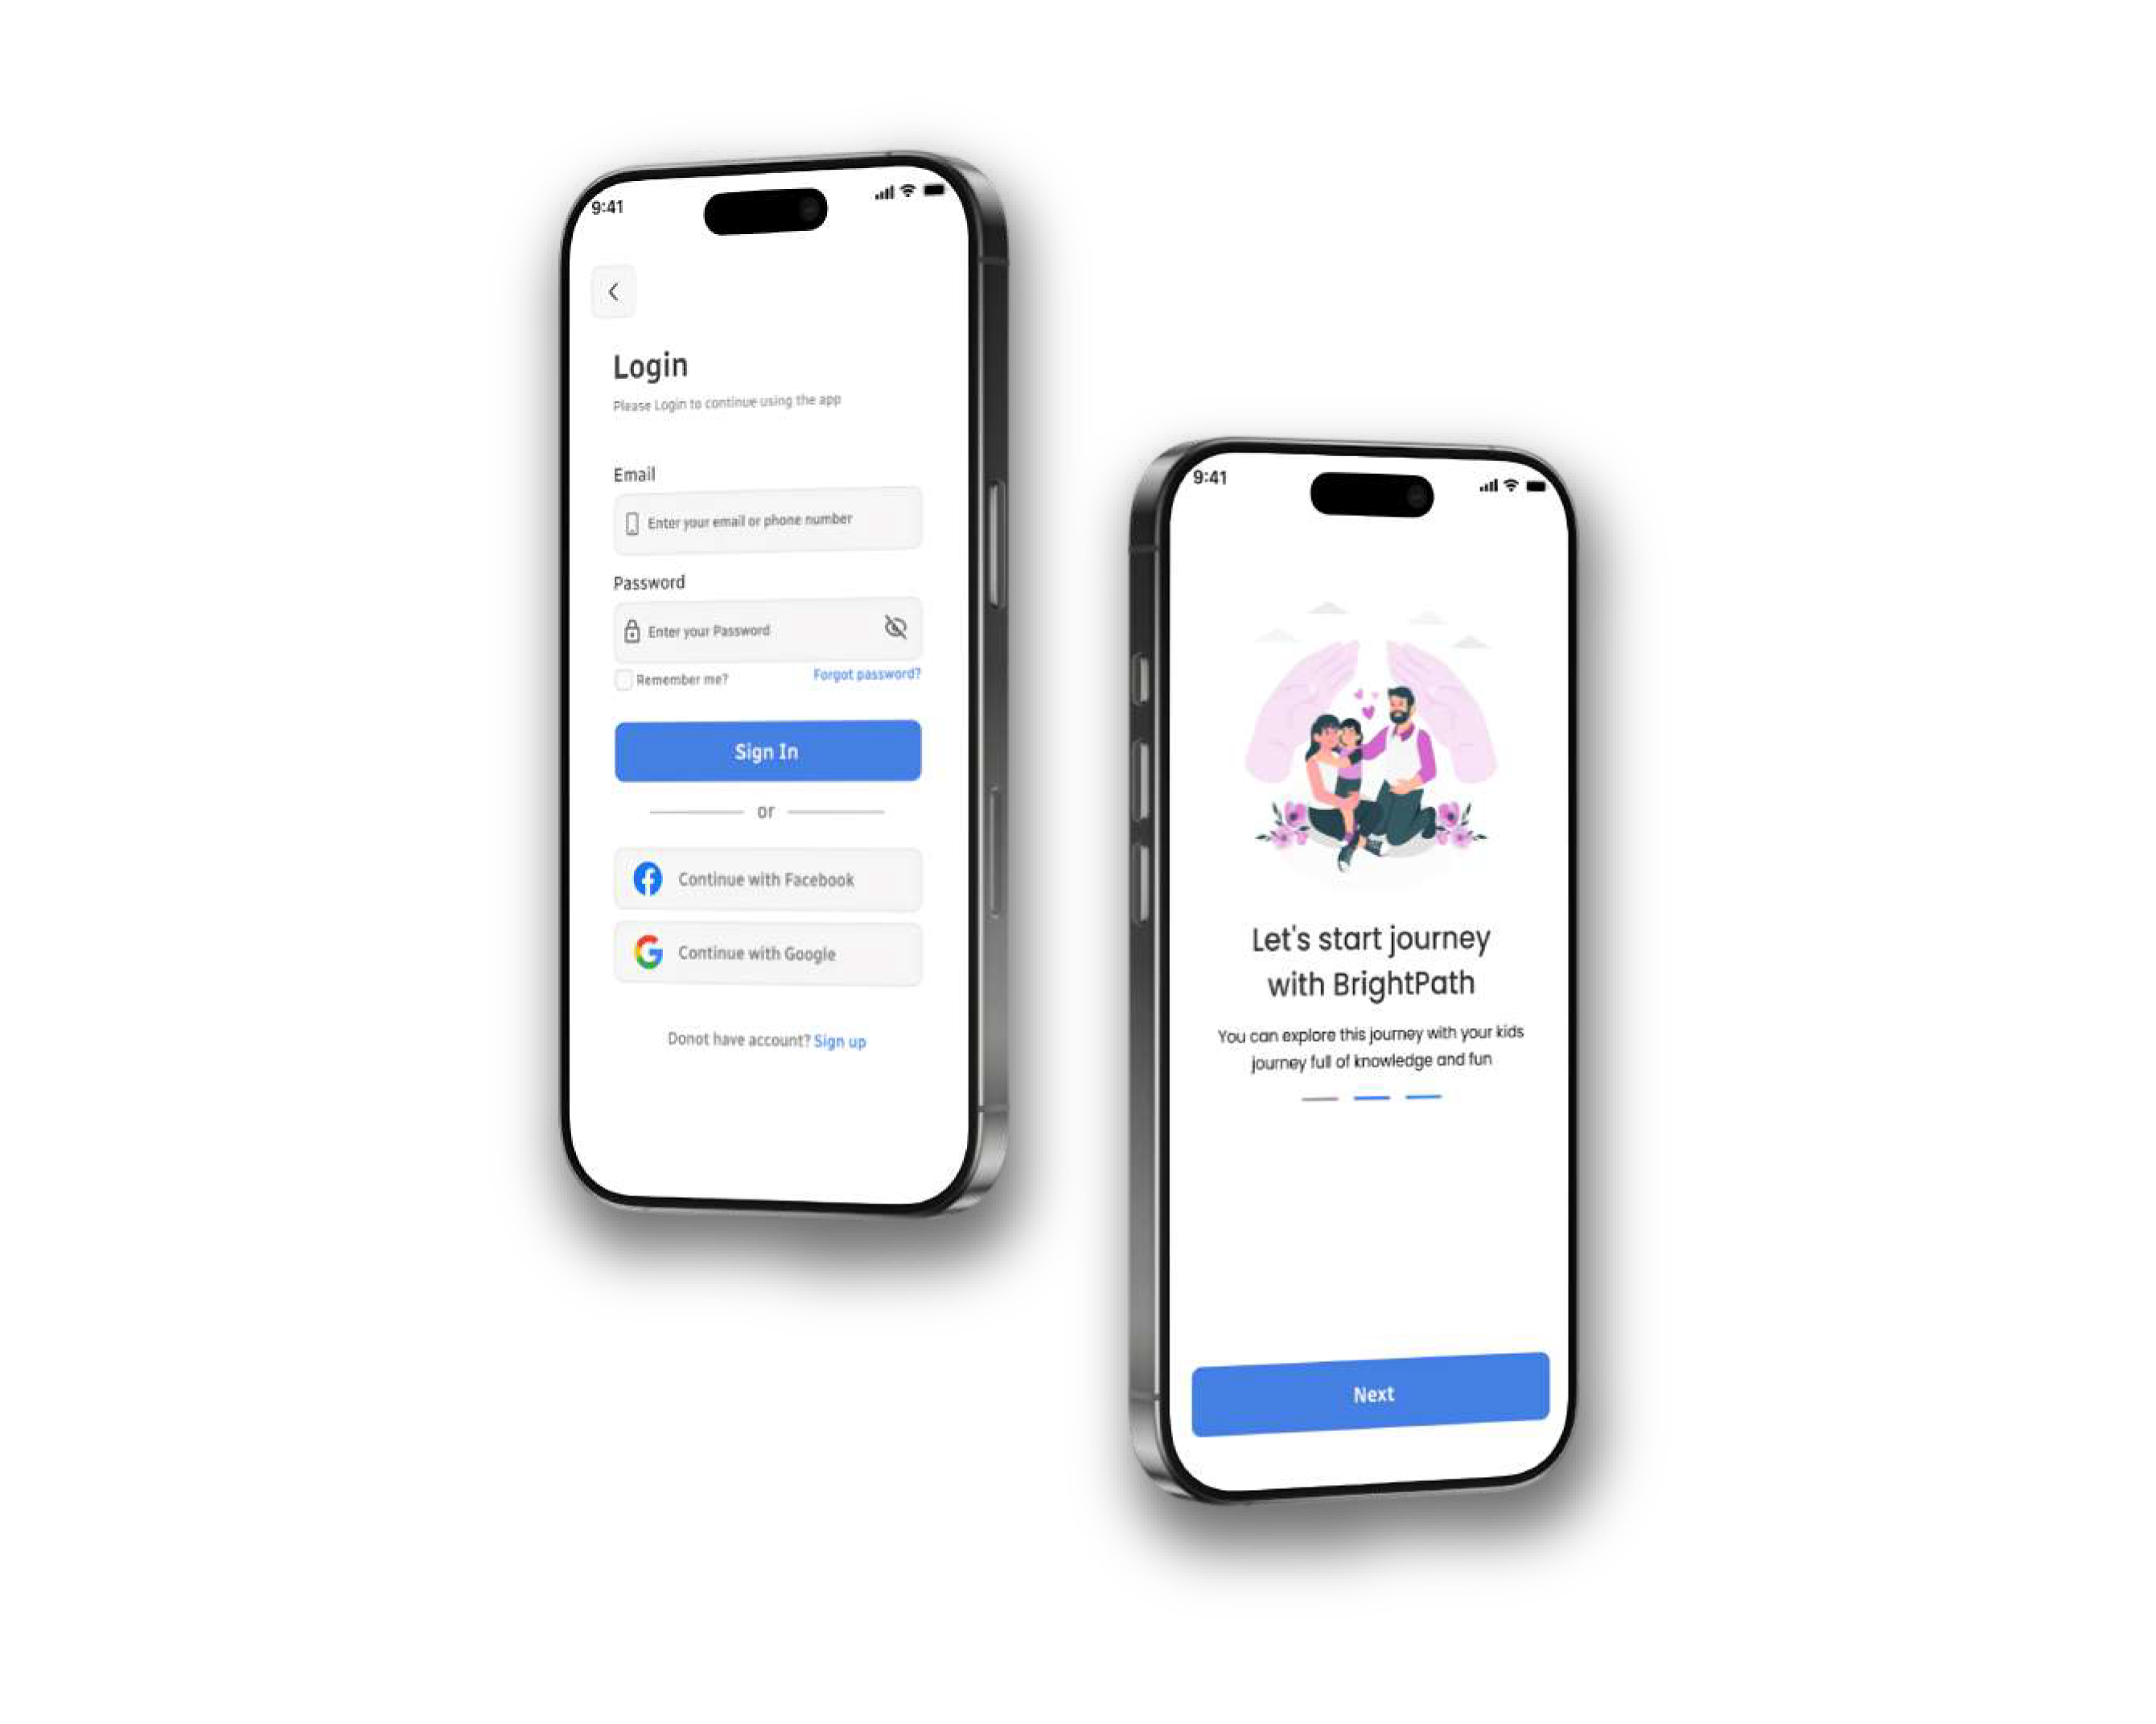 9:41
Login
Please Login to continue using the app
Email
Enter your email or phone number
Password
Enter your Password
Remember me?
Forgot password?
Sign In
or
Continue with Facebook
Continue with Google
Donot have account? Sign up
9:41
Let's start journey
with BrightPath
You can explore this journey with your kids
journey full of knowledge and fun
Next